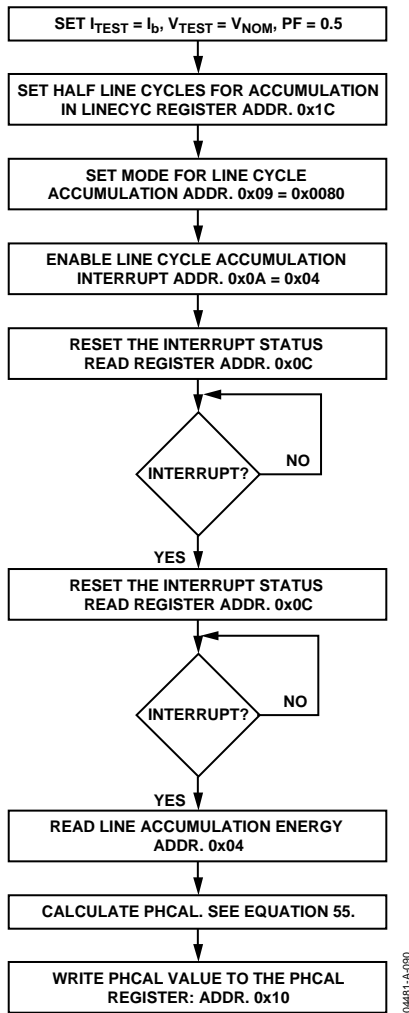 SET ITEST = Ib, VTEST = VNOM, PF = 0.5
SET HALF LINE CYCLES FOR ACCUMULATION
IN LINECYC REGISTER ADDR. 0x1C
SET MODE FOR LINE CYCLE
ACCUMULATION ADDR. 0x09 = 0x0080
ENABLE LINE CYCLE ACCUMULATION
INTERRUPT ADDR. 0x0A = 0x04
RESET THE INTERRUPT STATUS
READ REGISTER ADDR. 0x0C
INTERRUPT?
NO
YES
RESET THE INTERRUPT STATUS
READ REGISTER ADDR. 0x0C
INTERRUPT?
NO
YES
READ LINE ACCUMULATION ENERGY
ADDR. 0x04
CALCULATE PHCAL. SEE EQUATION 55.
WRITE PHCAL VALUE TO THE PHCAL
REGISTER: ADDR. 0x10
04481-A-090